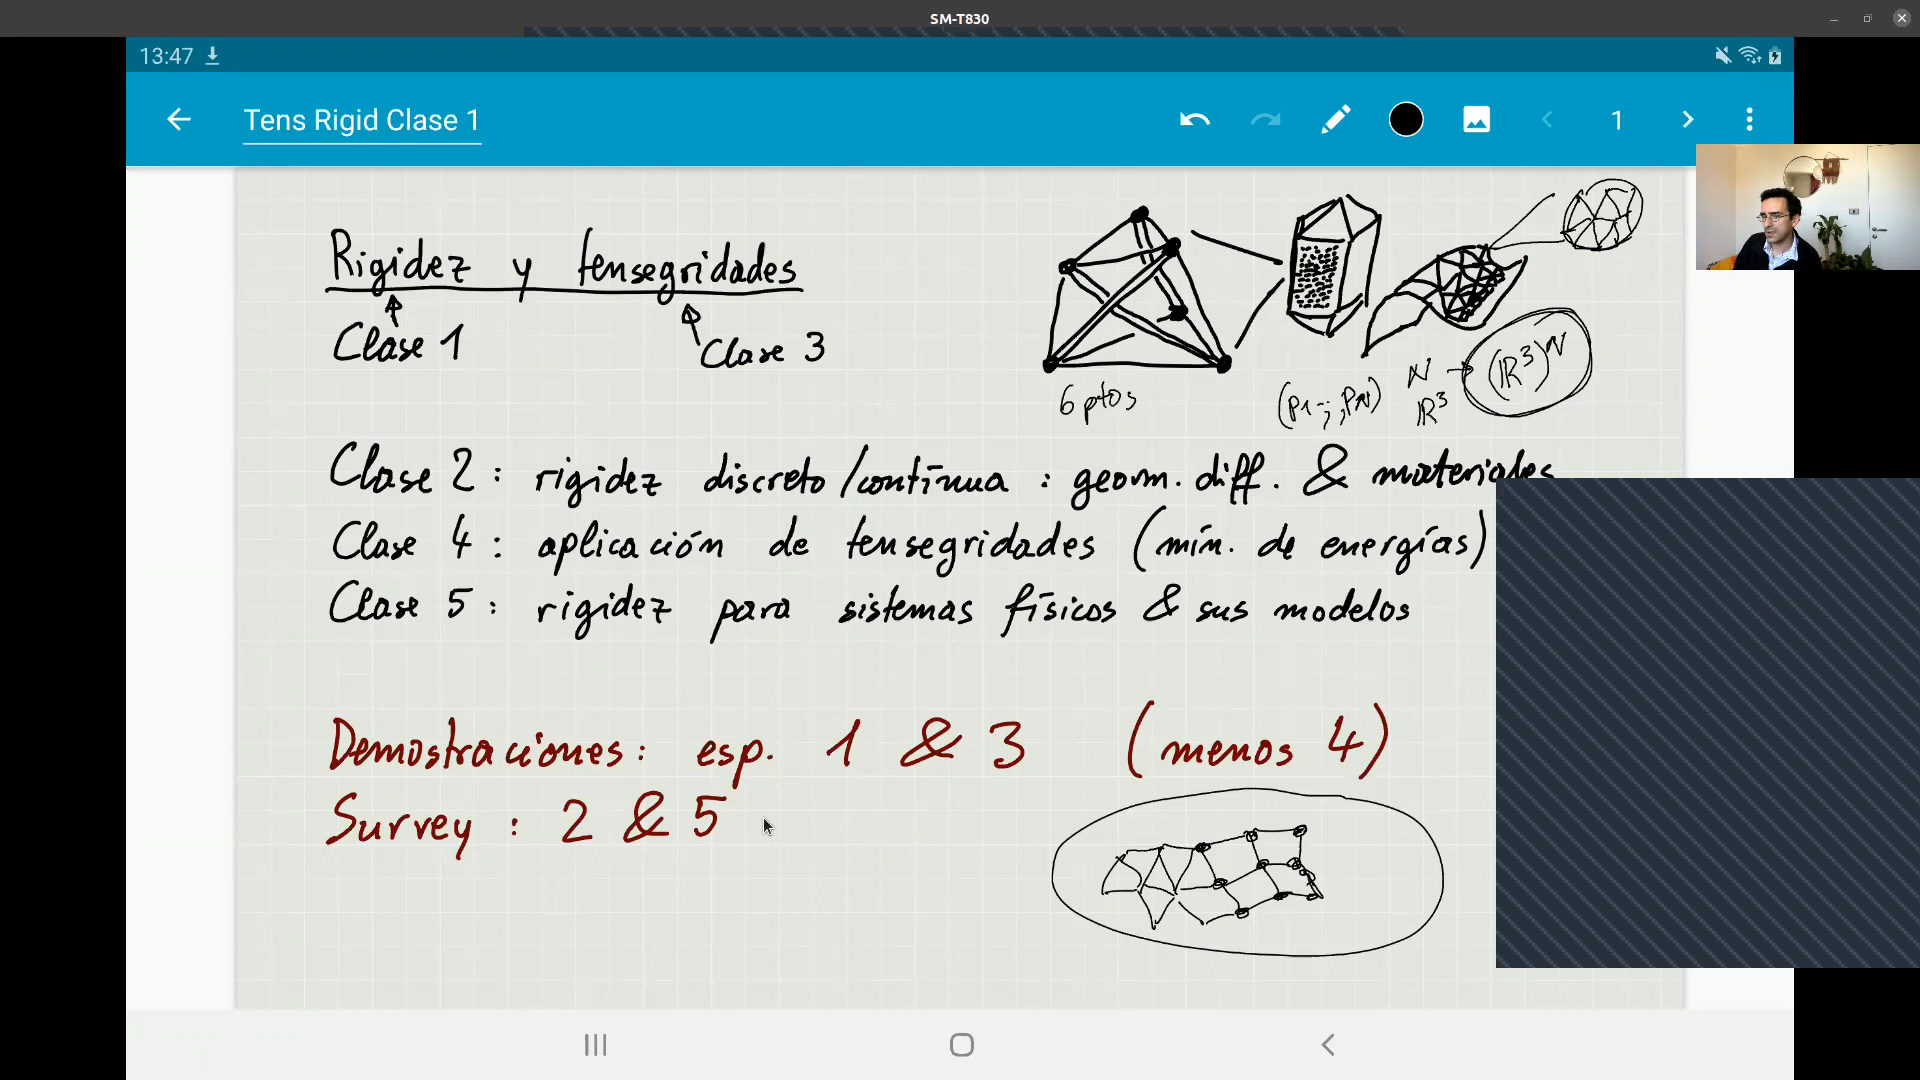 SM-T830
13:47
Tens Rigid Clase 1
1
Rigidez y tensegridades
Clase 1
Clase 3
6 ptos
(p1, ..., pN)
N
ℝ³
(ℝ³)ᴺ
Clase 2 : rigidez discreto/contínua : geom. diff. & materiales
Clase 4 : aplicación de tensegridades (mín. de energías)
Clase 5 : rigidez para sistemas físicos & sus modelos
Demostraciones: esp. 1 & 3 (menos 4)
Survey : 2 & 5